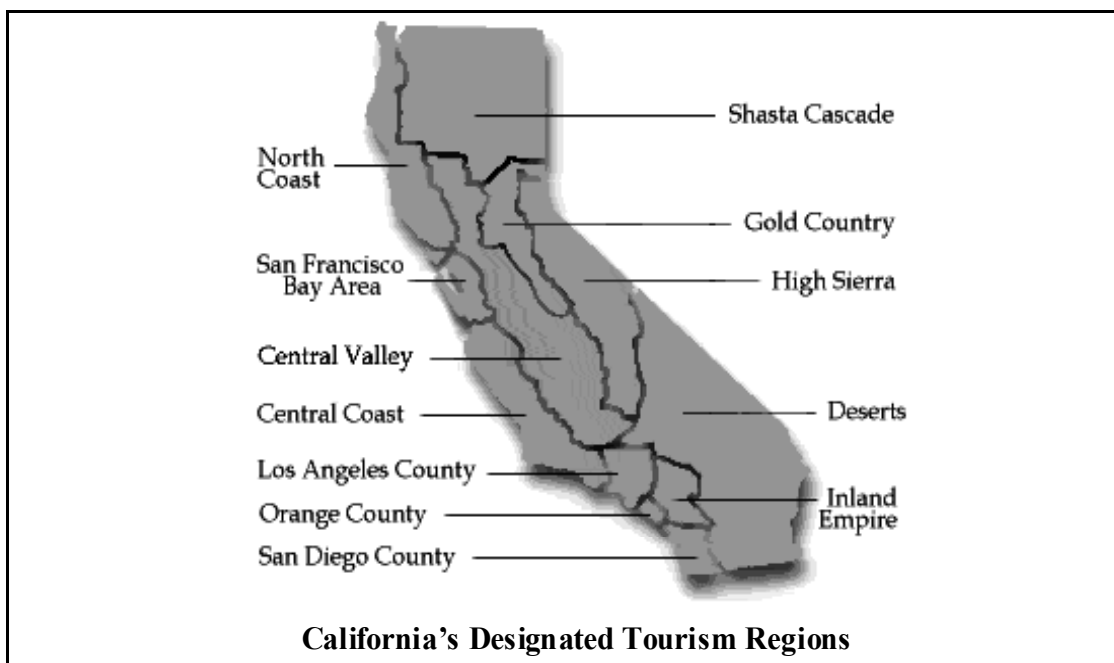 Shasta Cascade
North
Coast
Gold Country
San Francisco
Bay Area
High Sierra
Central Valley
Central Coast
Deserts
Los Angeles County
Inland
Empire
Orange County
San Diego County
California's Designated Tourism Regions